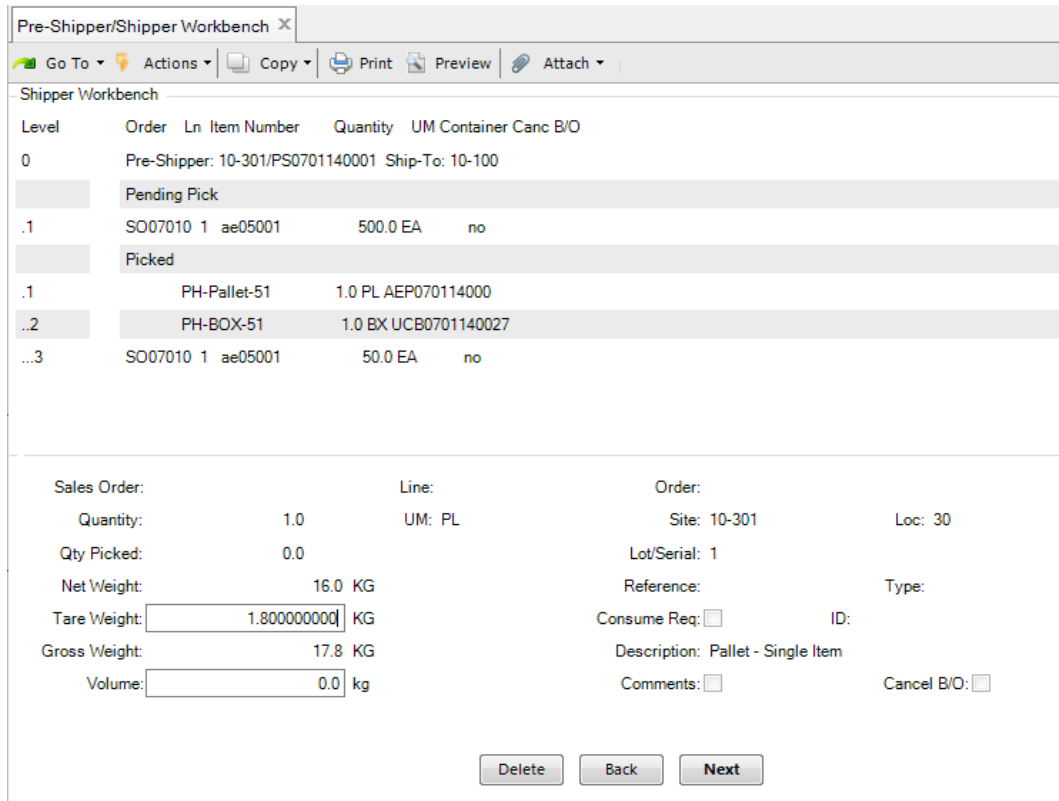 Pre-Shipper/Shipper Workbench X
Go To Actions Copy Print Preview Attach
Shipper Workbench
Level Order Ln Item Number Quantity UM Container Canc B/O
0 Pre-Shipper: 10-301/PS0701140001 Ship-To: 10-100
Pending Pick
.1 SO07010 1 ae05001 500.0 EA no
Picked
.1 PH-Pallet-51 1.0 PL AEP070114000
..2 PH-BOX-51 1.0 BX UCB0701140027
...3 SO07010 1 ae05001 50.0 EA no
Sales Order: Line: Order:
Quantity: 1.0 UM: PL Site: 10-301 Loc: 30
Qty Picked: 0.0 Lot/Serial: 1
Net Weight: 16.0 KG Reference: Type:
Tare Weight: 1.800000000 KG Consume Req: ID:
Gross Weight: 17.8 KG Description: Pallet - Single Item
Volume: 0.0 kg Comments: Cancel B/O:
Delete Back Next